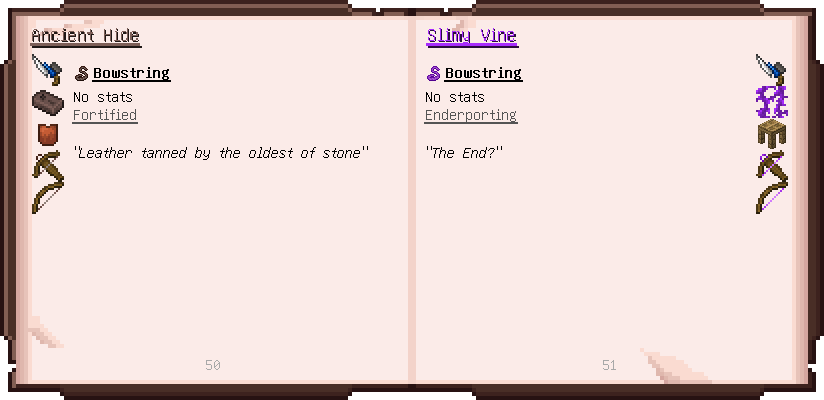 Ancient Hide
Bowstring
No stats
Fortified
"Leather tanned by the oldest of stone"
50
Slimy Vine
Bowstring
No stats
Enderporting
"The End?"
51